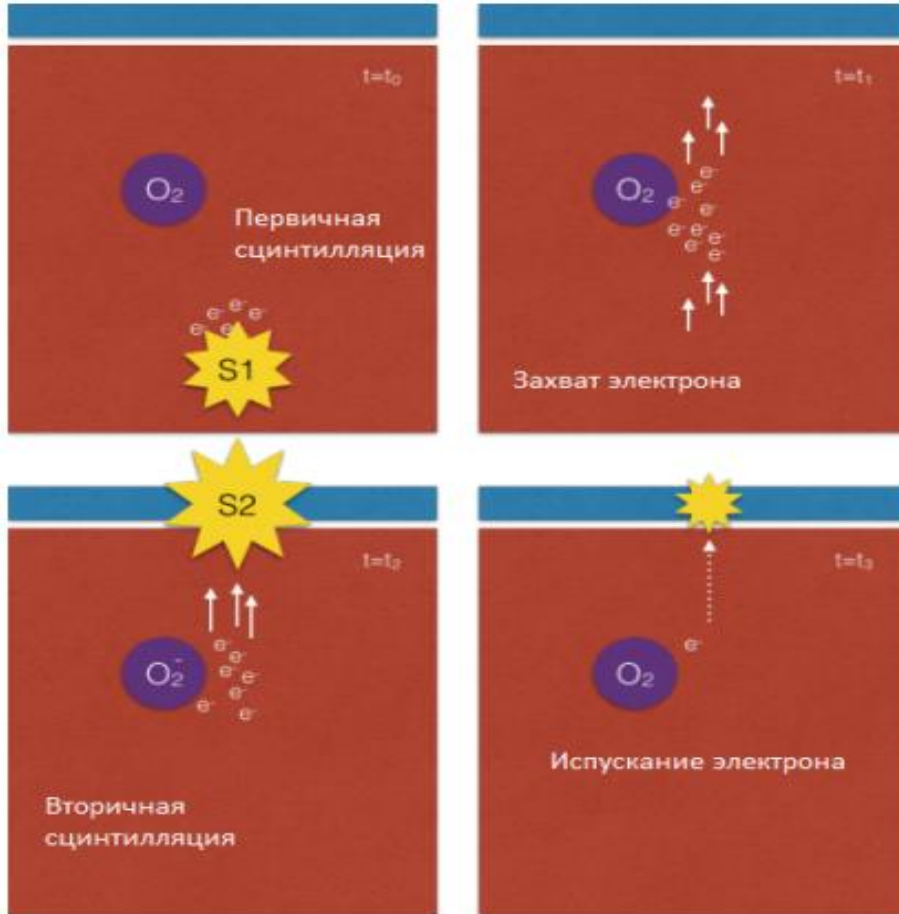 t=t₀
O₂
Первичная
сцинтилляция
e⁻ e⁻ e⁻ e⁻ e⁻ e⁻
S1
t=t₁
O₂
e⁻ e⁻ e⁻ e⁻ e⁻ e⁻ e⁻ e⁻ e⁻
Захват электрона
S2
t=t₂
O₂⁻
e⁻ e⁻ e⁻ e⁻ e⁻ e⁻ e⁻
Вторичная
сцинтилляция
t=t₃
e⁻
O₂
Испускание электрона